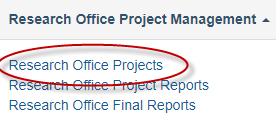 Research Office Project Management
Research Office Projects
Research Office Project Reports
Research Office Final Reports